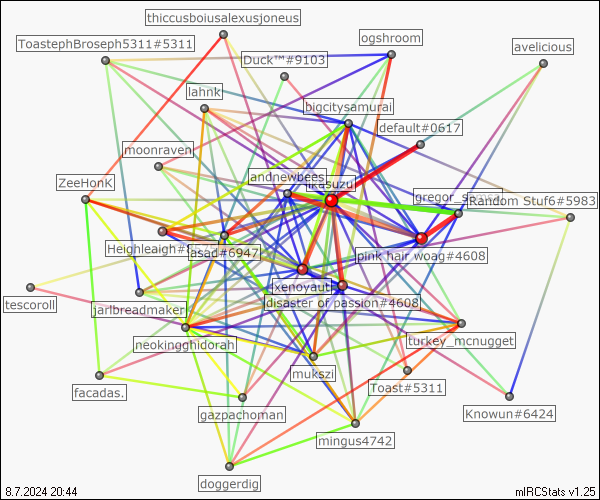 thiccusboiusalexusjoneus
ogshroom
ToastephBroseph5311#5311
avelicious
Duck™#9103
lahnk
bigcitysamurai
default#0617
moonraven
andnewbees
ZeeHonK
ikasuzu
Random Stuf6#5983
Heighleaigh
asad#6947
pink hair woag#4608
xenoyaut
tescoroll
jarlbreadmaker
disaster of passion#4608
neokingghidorah
turkey_mcnugget
mukszi
facadas.
Toast#5311
gazpachoman
Knowun#6424
mingus4742
doggerdig
8.7.2024 20:44
mIRCStats v1.25